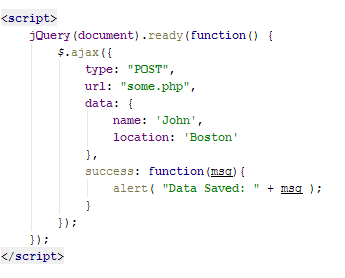 <script>
jQuery(document).ready(function() {
$.ajax({
type: "POST",
url: "some.php",
data: {
name: 'John',
location: 'Boston'
},
success: function(msg){
alert( "Data Saved: " + msg );
}
});
});
</script>